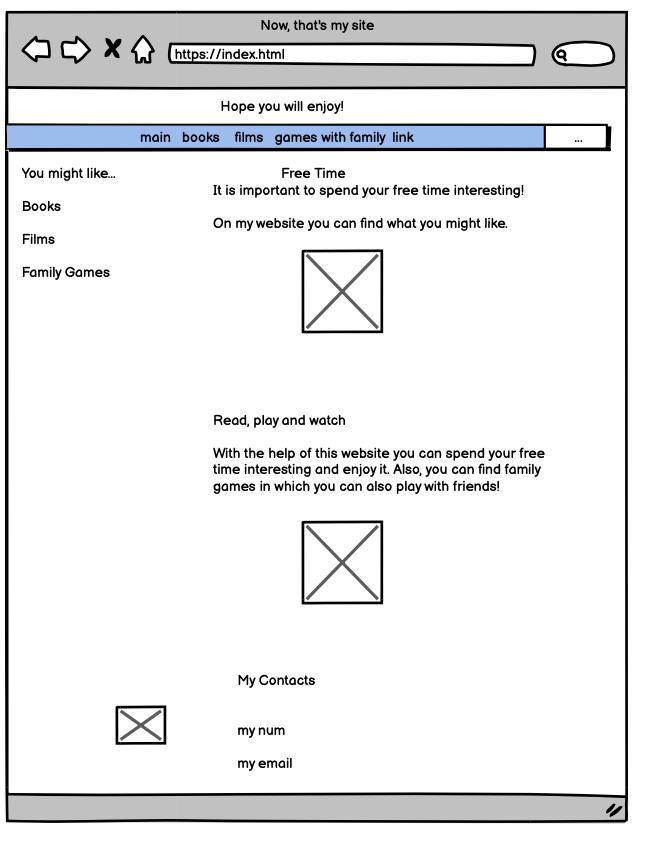 Now, that's my site
https://index.html
Hope you will enjoy!
main books films games with family link
...
You might like...
Books
Films
Family Games
Free Time
It is important to spend your free time interesting!
On my website you can find what you might like.
Read, play and watch
With the help of this website you can spend your free
time interesting and enjoy it. Also, you can find family
games in which you can also play with friends!
My Contacts
my num
my email